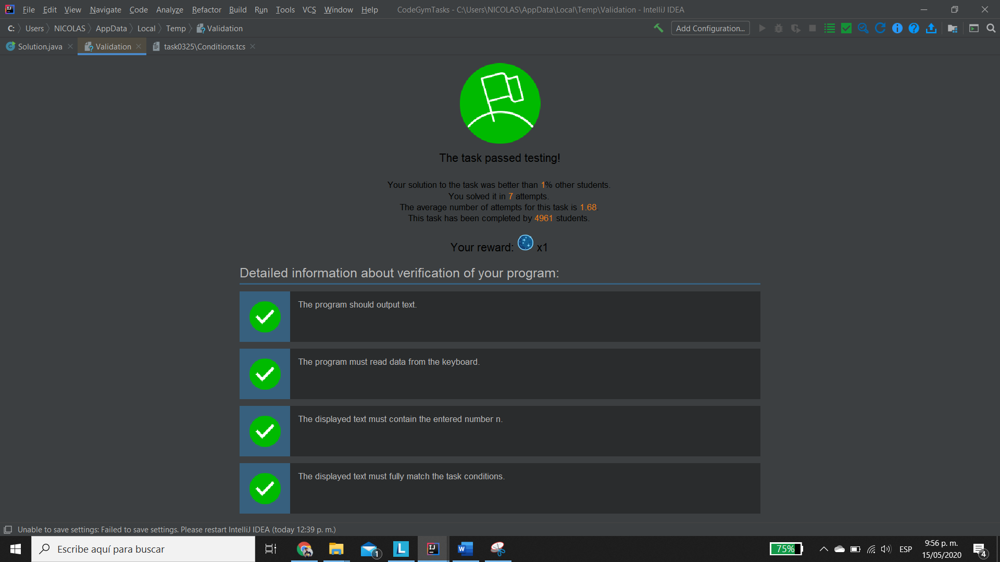 File Edit View Navigate Code Analyze Refactor Build Run Tools VCS Window Help CodeGymTasks - C:\Users\NICOLAS\AppData\Local\Temp\Validation - IntelliJ IDEA
C: Users NICOLAS AppData Local Temp Validation Add Configuration...
Solution.java Validation task0325\Conditions.tcs
The task passed testing!
Your solution to the task was better than 1% other students.
You solved it in 7 attempts.
The average number of attempts for this task is 1.68.
This task has been completed by 4961 students.
Your reward: x1
Detailed information about verification of your program:
The program should output text.
The program must read data from the keyboard.
The displayed text must contain the entered number n.
The displayed text must fully match the task conditions.
Unable to save settings: Failed to save settings. Please restart IntelliJ IDEA (today 12:39 p. m.)
Escribe aquí para buscar 1 75% ESP 9:56 p. m.
15/05/2020 4